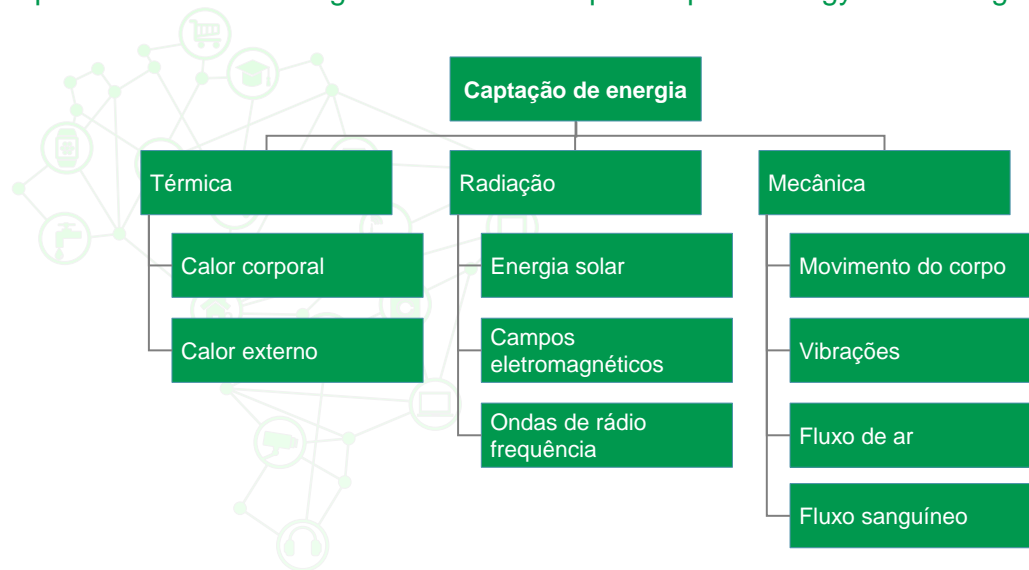 Captação de energia
Térmica
Calor corporal
Calor externo
Radiação
Energia solar
Campos
eletromagnéticos
Ondas de rádio
frequência
Mecânica
Movimento do corpo
Vibrações
Fluxo de ar
Fluxo sanguíneo